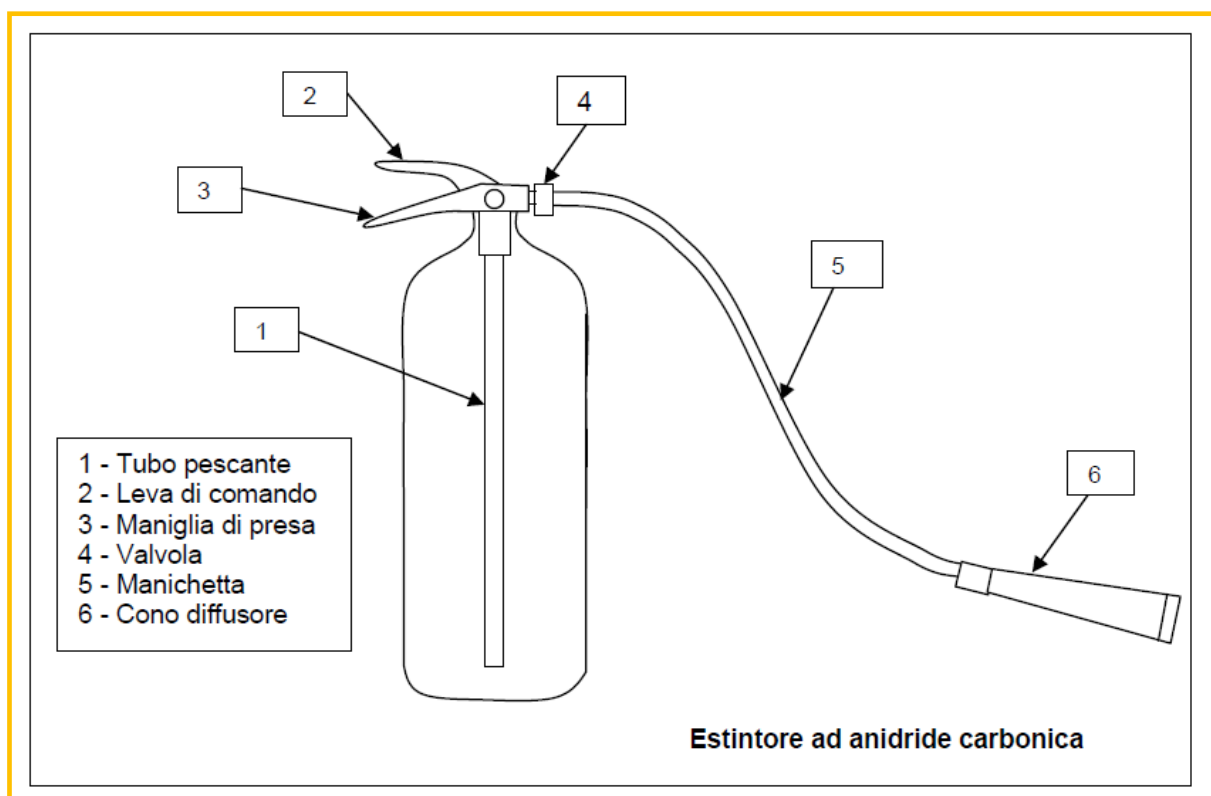 2
4
3
5
1
1 - Tubo pescante
2 - Leva di comando
3 - Maniglia di presa
4 - Valvola
5 - Manichetta
6 - Cono diffusore
6
Estintore ad anidride carbonica